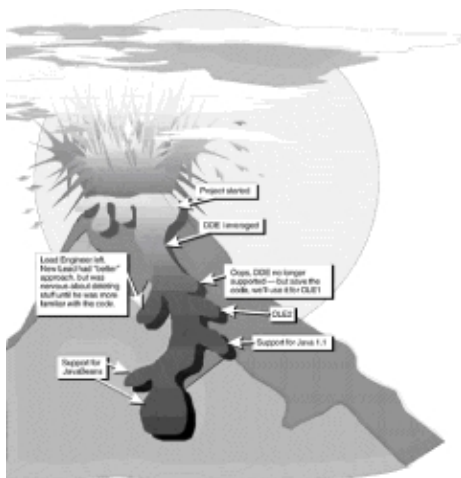 Project started
DDE leveraged
Lead Engineer left.
New Lead had "better"
approach, but was
nervous about deleting
stuff until he was more
familiar with the code.
Oops, DDE no longer
supported — but save the
code, we'll use it for OLE1
OLE2
Support for Java 1.1
Support for
JavaBeans